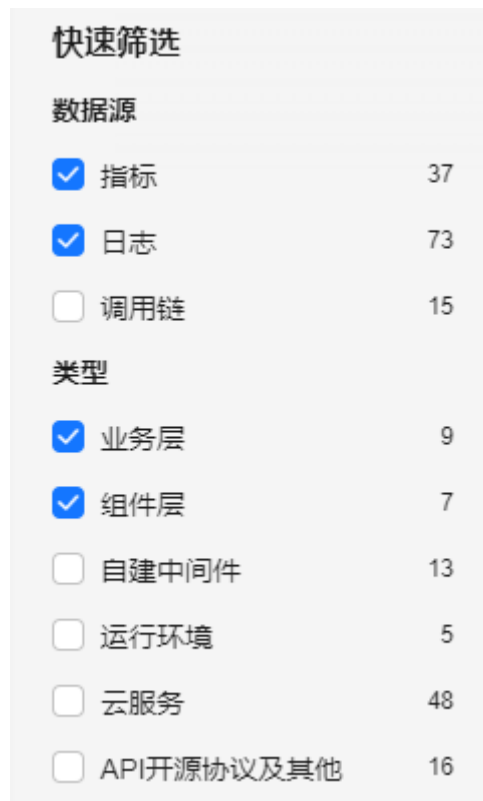 快速筛选
数据源
指标 37
日志 73
调用链 15
类型
业务层 9
组件层 7
自建中间件 13
运行环境 5
云服务 48
API开源协议及其他 16